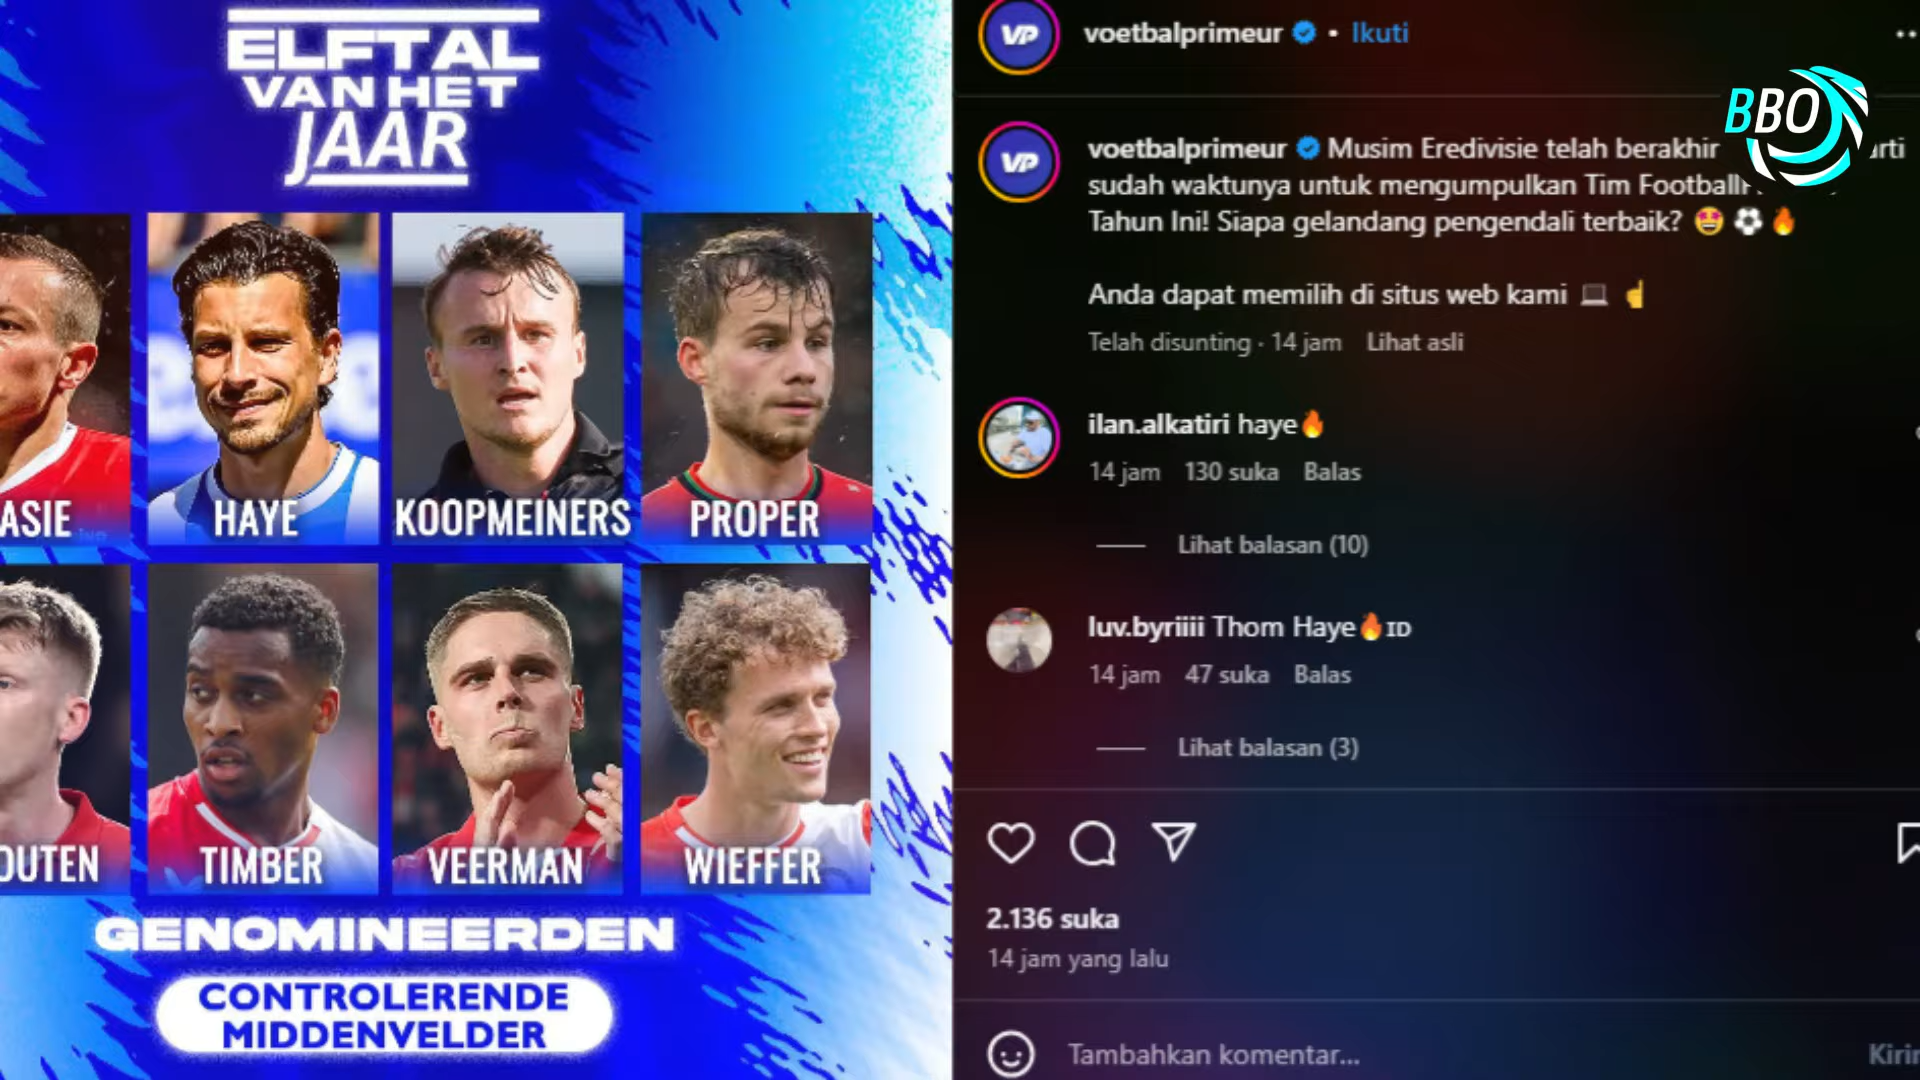 ELFTAL
VAN HET
JAAR
ASIE
HAYE
KOOPMEINERS
PROPER
OUTEN
TIMBER
VEERMAN
WIEFFER
GENOMINEERDEN
CONTROLERENDE
MIDDENVELDER
VP
voetbalprimeur • Ikuti
BBO
VP
voetbalprimeur Musim Eredivisie telah berakhir arti
sudah waktunya untuk mengumpulkan Tim
Tahun Ini! Siapa gelandang pengendali terbaik? 🤩 ⚽ 🔥
Anda dapat memilih di situs web kami 💻 ☝️
Telah disunting · 14 jam Lihat asli
ilan.alkatiri haye🔥
14 jam 130 suka Balas
Lihat balasan (10)
luv.byriiii Thom Haye🔥ID
14 jam 47 suka Balas
Lihat balasan (3)
2.136 suka
14 jam yang lalu
Tambahkan komentar...
Kirin